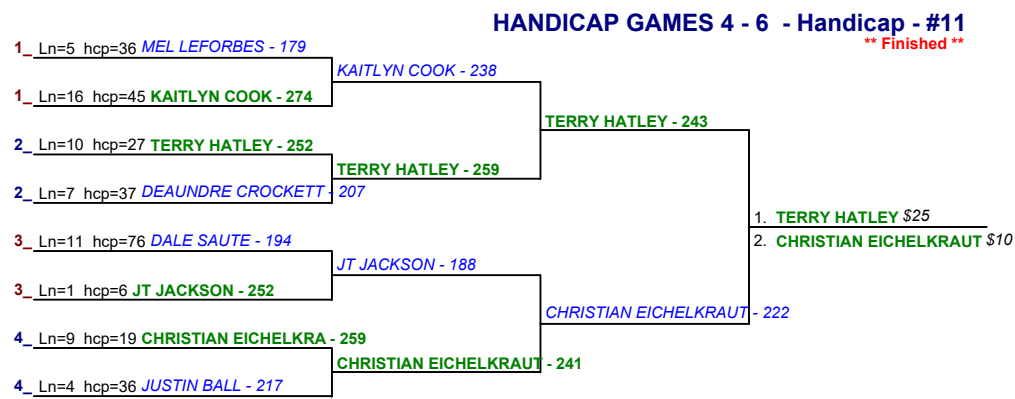 HANDICAP GAMES 4 - 6  - Handicap - #11
** Finished **
1_ Ln=5  hcp=36 MEL LEFORBES - 179
KAITLYN COOK - 238
1_ Ln=16  hcp=45 KAITLYN COOK - 274
TERRY HATLEY - 243
2_ Ln=10  hcp=27 TERRY HATLEY - 252
TERRY HATLEY - 259
2_ Ln=7  hcp=37 DEAUNDRE CROCKETT - 207
1.  TERRY HATLEY $25
2.  CHRISTIAN EICHELKRAUT $10
3_ Ln=11  hcp=76 DALE SAUTE - 194
JT JACKSON - 188
3_ Ln=1  hcp=6 JT JACKSON - 252
CHRISTIAN EICHELKRAUT - 222
4_ Ln=9  hcp=19 CHRISTIAN EICHELKRA - 259
CHRISTIAN EICHELKRAUT - 241
4_ Ln=4  hcp=36 JUSTIN BALL - 217